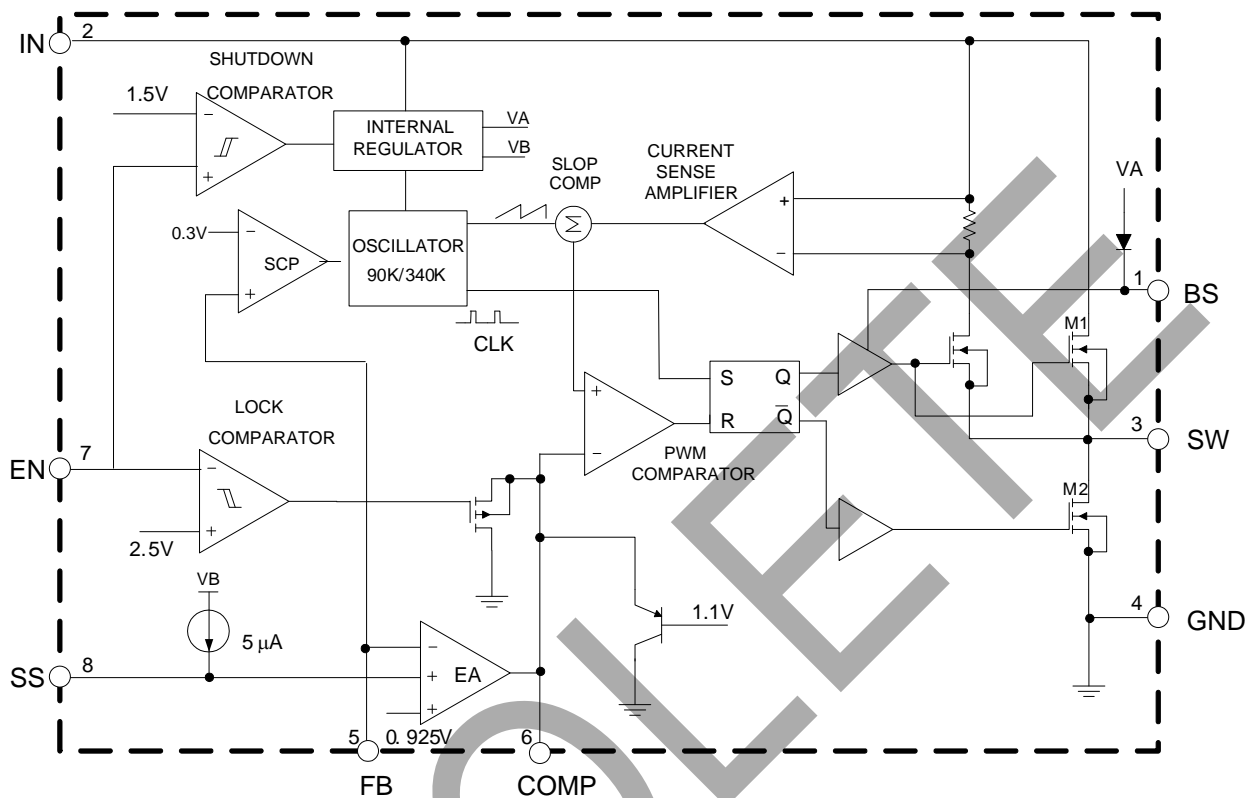 IN
2
SHUTDOWN
COMPARATOR
1.5V
−
+
INTERNAL
REGULATOR
VA
VB
SLOP
COMP
Σ
CURRENT
SENSE
AMPLIFIER
+
−
VA
0.3V
−
SCP
+
OSCILLATOR
90K/340K
CLK
1
BS
M1
LOCK
COMPARATOR
S
Q
R
Q̅
+
−
PWM
COMPARATOR
3
SW
EN
7
−
+
2.5V
M2
VB
5 μA
1.1V
4
GND
SS
8
−
+
+
EA
0.925V
5
FB
6
COMP
OLETE